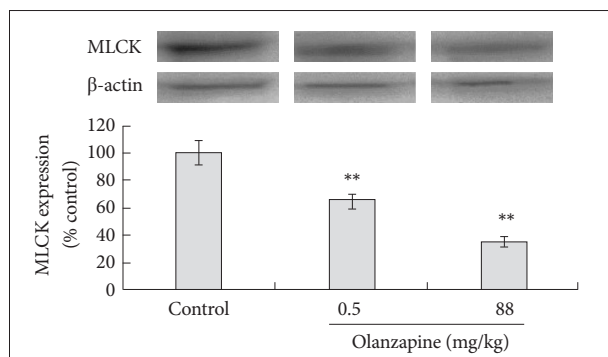 MLCK
β-actin
MLCK expression
(% control)
120
100
80
60
40
20
0
**
**
Control
0.5
88
Olanzapine (mg/kg)